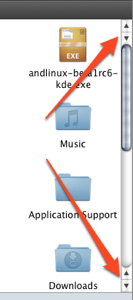 EXE
andlinux-beta1rc6-
kde.exe
Music
Application Support
Downloads